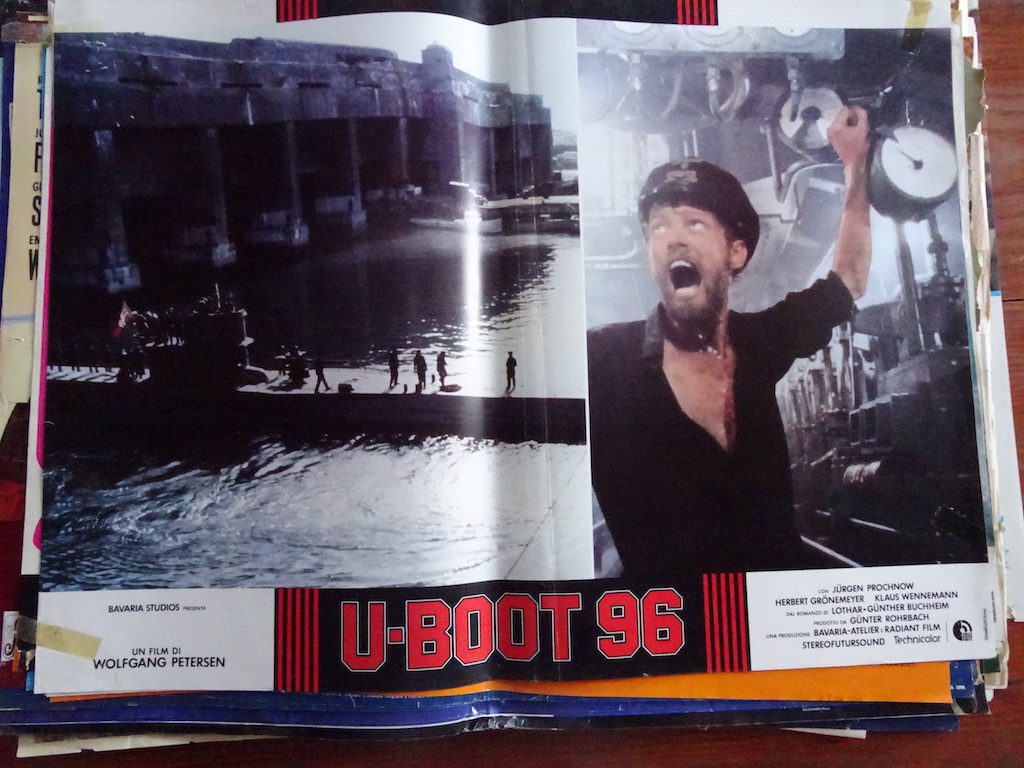 BAVARIA STUDIOS PRESENTA
UN FILM DI
WOLFGANG PETERSEN
U-BOOT 96
CON JÜRGEN PROCHNOW
HERBERT GRÖNEMEYER KLAUS WENNEMANN
DAL ROMANZO DI LOTHAR-GÜNTHER BUCHHEIM
PRODOTTO DA GÜNTER ROHRBACH
UNA PRODUZIONE BAVARIA-ATELIER E RADIANT FILM
STEREOFUTURSOUND Technicolor